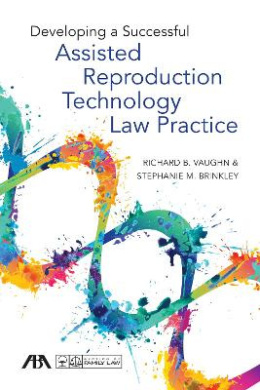 Developing a Successful
Assisted
Reproduction
Technology
Law Practice
RICHARD B. VAUGHN &
STEPHANIE M. BRINKLEY
ABA
FAMILY LAW